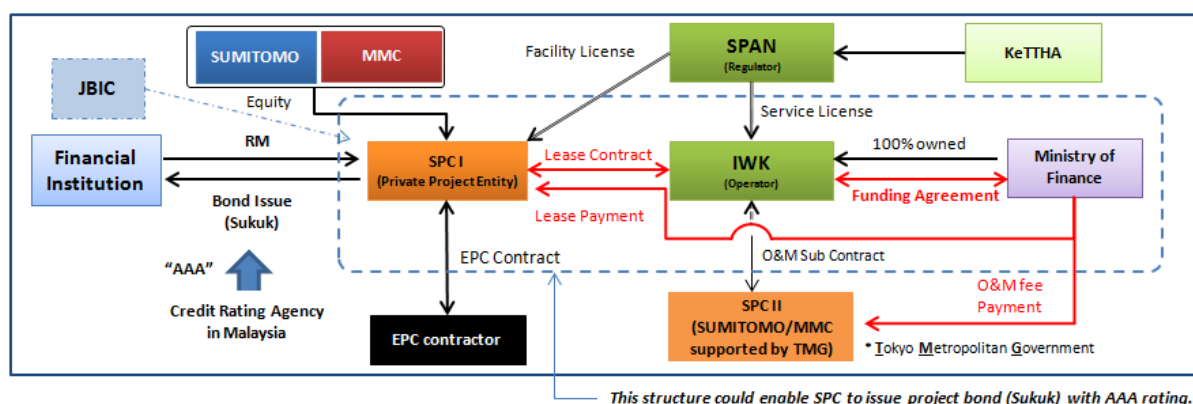 SUMITOMO
MMC
Facility License
SPAN
(Regulator)
KeTTHA
JBIC
Equity
Service License
RM
100% owned
Financial
Institution
SPC I
(Private Project Entity)
Lease Contract
IWK
(Operator)
Ministry of
Finance
Funding Agreement
Bond Issue
(Sukuk)
Lease Payment
"AAA"
EPC Contract
O&M Sub Contract
Credit Rating Agency
in Malaysia
O&M fee
Payment
EPC contractor
SPC II
(SUMITOMO/MMC
supported by TMG)
* Tokyo Metropolitan Government
This structure could enable SPC to issue project bond (Sukuk) with AAA rating.